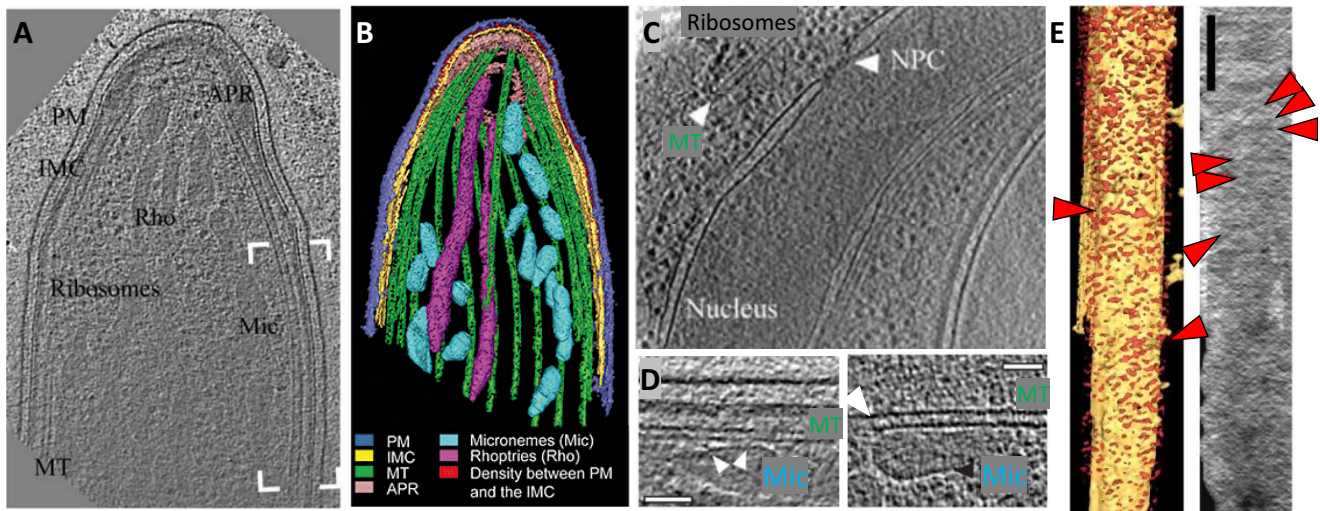 A
PM
APR
IMC
Rho
Ribosomes
Mic
MT
B
PM
IMC
MT
APR
Micronemes (Mic)
Rhoptries (Rho)
Density between PM
and the IMC
C
Ribosomes
NPC
MT
Nucleus
D
MT
Mic
MT
Mic
E